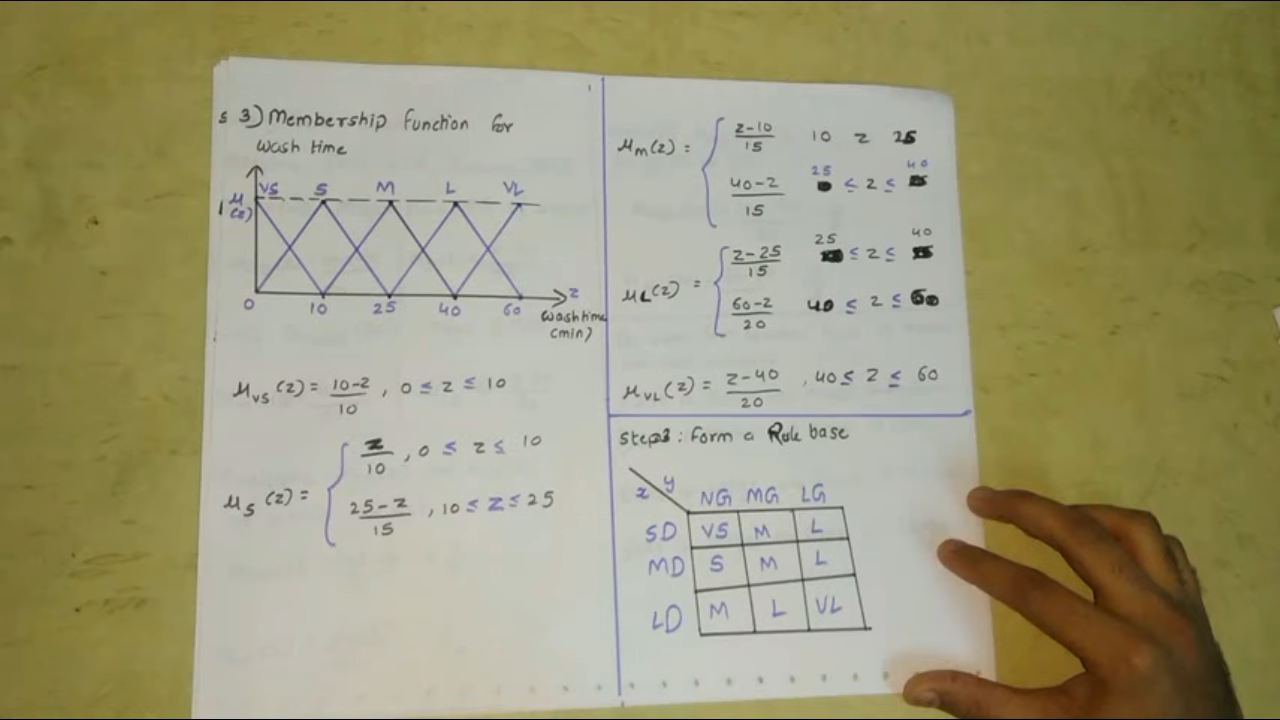 3) Membership Function for
Wash time
μ(z)
1
VS S M L VL
0 10 25 40 60
z
Wash time
(min)
μVS(z) = 10-z/10 , 0 ≤ z ≤ 10
μS(z) = { z/10 , 0 ≤ z ≤ 10
25-z/15 , 10 ≤ z ≤ 25
μm(z) = { z-10/15 10 z 25
40-z/15 25 ≤ z ≤ 40
μL(z) = { z-25/15 25 ≤ z ≤ 40
60-z/20 40 ≤ z ≤ 60
μVL(z) = z-40/20 , 40 ≤ z ≤ 60
Step3: Form a Rule base
x y NG MG LG
SD VS M L
MD S M L
LD M L VL